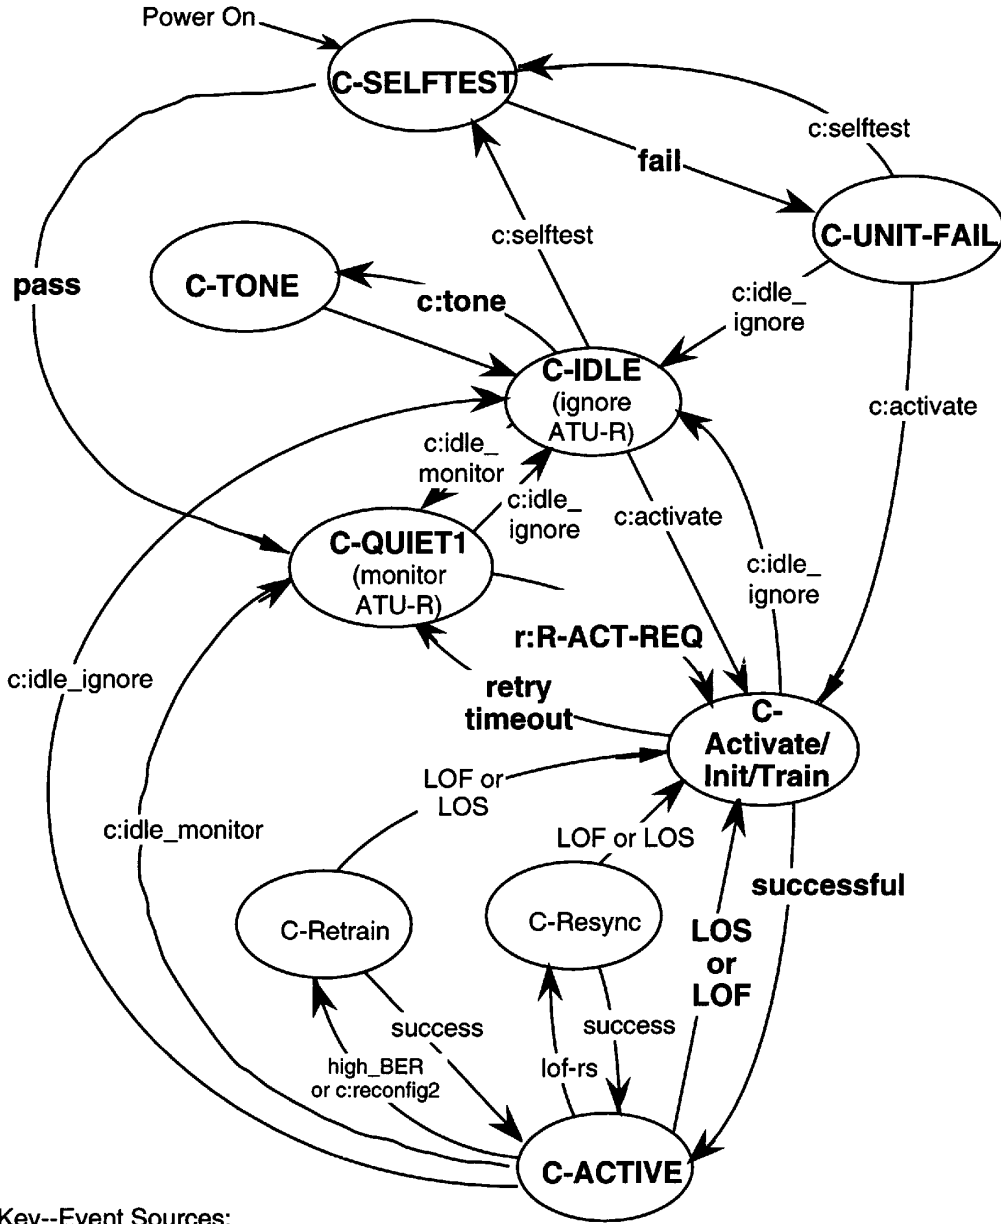 Power On
C-SELFTEST
c:selftest
fail
C-UNIT-FAIL
c:selftest
pass
C-TONE
c:tone
c:idle_
ignore
C-IDLE
(ignore
ATU-R)
c:activate
c:idle_
monitor
c:idle_
ignore
c:activate
C-QUIET1
(monitor
ATU-R)
c:idle_
ignore
r:R-ACT-REQ
c:idle_ignore
retry
timeout
C-
Activate/
Init/Train
LOF or
LOS
c:idle_monitor
LOF or LOS
successful
C-Retrain
C-Resync
LOS
or
LOF
success
success
high_BER
or c:reconfig2
lof-rs
C-ACTIVE
Key--Event Sources: